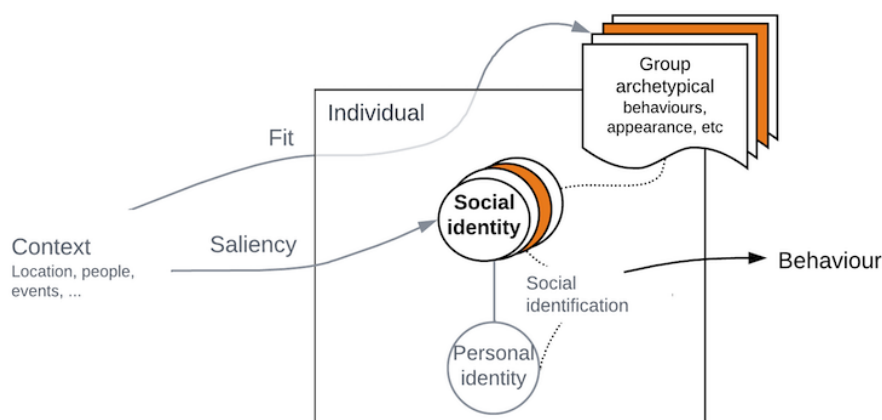 Group
archetypical
behaviours,
appearance, etc
Individual
Fit
Social
identity
Context
Location, people,
events, ...
Saliency
Behaviour
Social
identification
Personal
identity